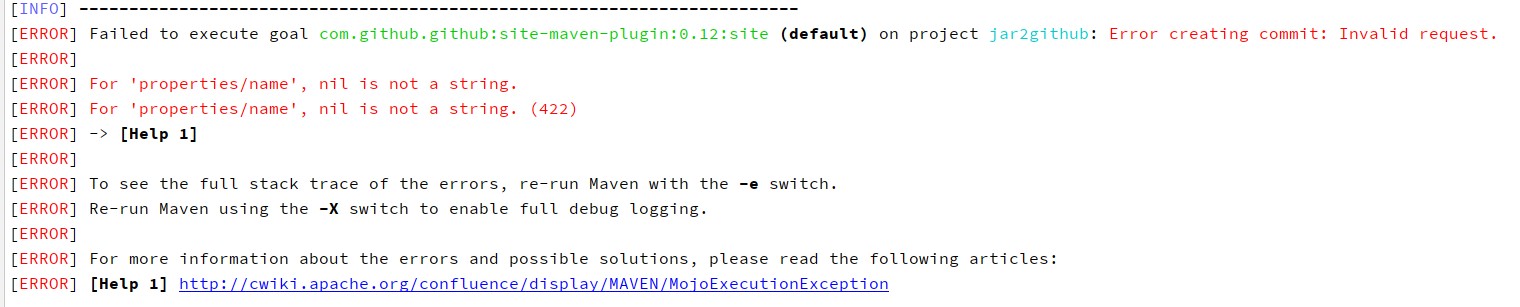 [INFO] ------------------------------------------------------------------------
[ERROR] Failed to execute goal com.github.github:site-maven-plugin:0.12:site (default) on project jar2github: Error creating commit: Invalid request.
[ERROR]
[ERROR] For 'properties/name', nil is not a string.
[ERROR] For 'properties/name', nil is not a string. (422)
[ERROR] -> [Help 1]
[ERROR]
[ERROR] To see the full stack trace of the errors, re-run Maven with the -e switch.
[ERROR] Re-run Maven using the -X switch to enable full debug logging.
[ERROR]
[ERROR] For more information about the errors and possible solutions, please read the following articles:
[ERROR] [Help 1] http://cwiki.apache.org/confluence/display/MAVEN/MojoExecutionException